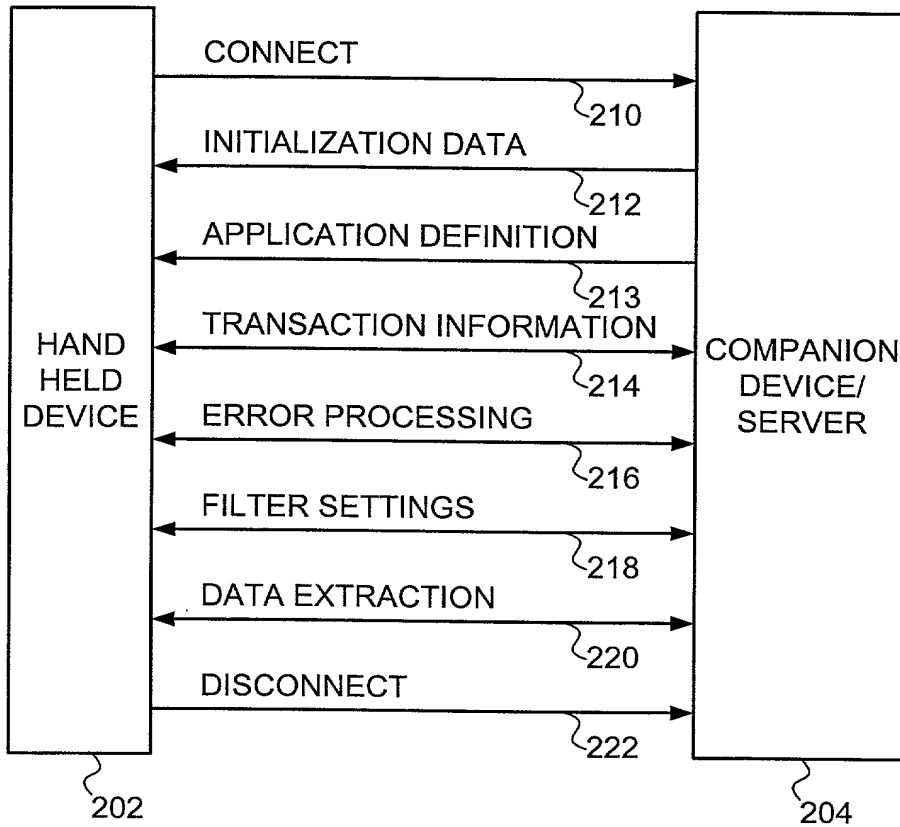 CONNECT
210
INITIALIZATION DATA
212
APPLICATION DEFINITION
213
TRANSACTION INFORMATION
214
ERROR PROCESSING
216
FILTER SETTINGS
218
DATA EXTRACTION
220
DISCONNECT
222
HAND
HELD
DEVICE
202
COMPANION
DEVICE/
SERVER
204